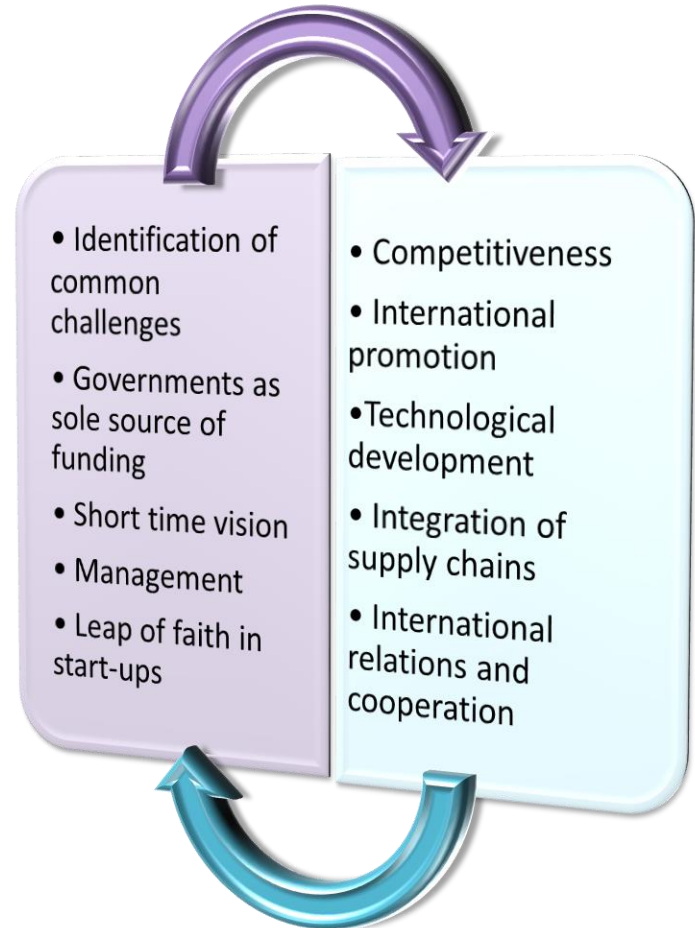 • Identification of
common
challenges
• Governments as
sole source of
funding
• Short time vision
• Management
• Leap of faith in
start-ups
• Competitiveness
• International
promotion
•Technological
development
• Integration of
supply chains
• International
relations and
cooperation